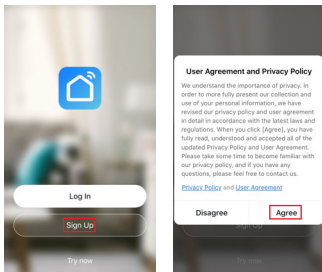 Log In
Sign Up
Try now
User Agreement and Privacy Policy
We understand the importance of privacy. In
order to more fully present our collection and
use of your personal information, we have
revised our privacy policy and user agreement
in detail in accordance with the latest laws and
regulations. When you click [Agree], you have
fully read, understood and accepted all of the
updated Privacy Policy and User Agreement.
Please take some time to become familiar with
our privacy policy, and if you have any
questions, please feel free to contact us.
Privacy Policy and User Agreement
Disagree
Agree
Sign Up
Try now